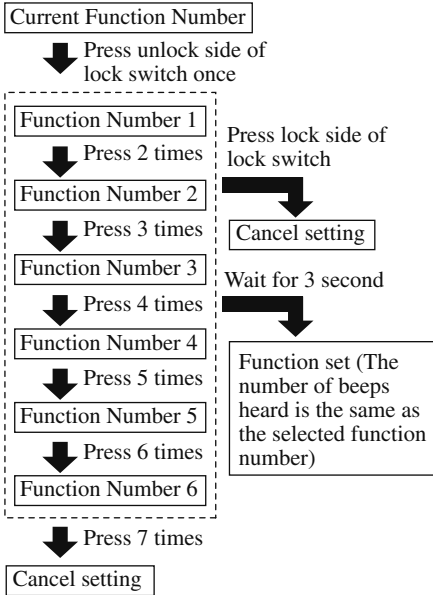 Current Function Number
Press unlock side of
lock switch once
Function Number 1
Press 2 times
Function Number 2
Press 3 times
Function Number 3
Press 4 times
Function Number 4
Press 5 times
Function Number 5
Press 6 times
Function Number 6
Press 7 times
Cancel setting
Press lock side of
lock switch
Cancel setting
Wait for 3 second
Function set (The
number of beeps
heard is the same as
the selected function
number)